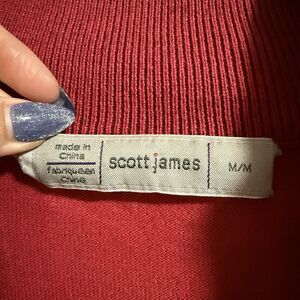 made in
China
fabriqué en
Chine
scott james
M/M